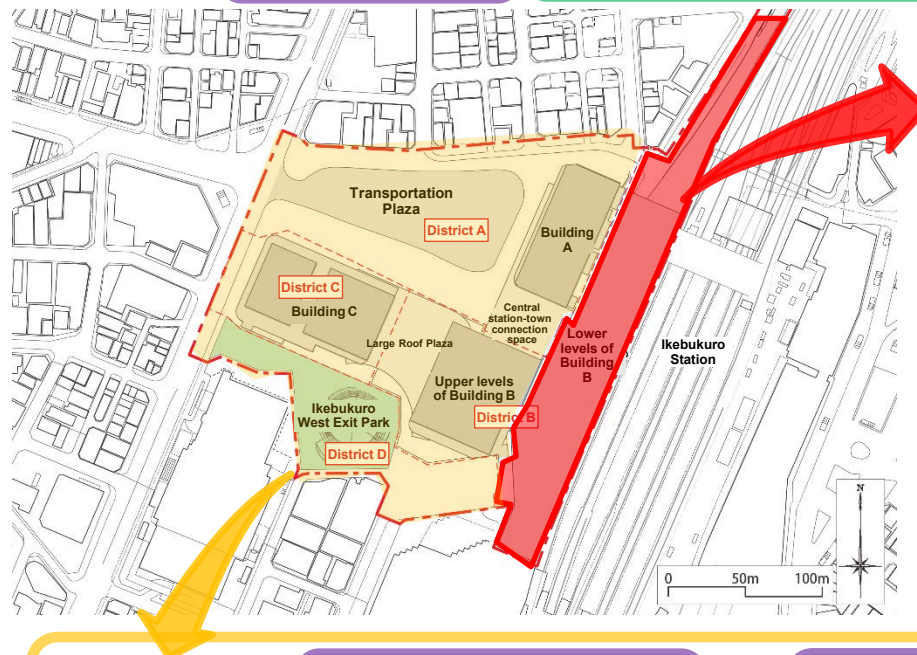 Transportation
Plaza
District A
Building
A
District C
Building C
Central
station-town
connection
space
Large Roof Plaza
Lower
levels of
Building
B
Ikebukuro
Station
Upper levels
of Building B
District B
Ikebukuro
West Exit Park
District D
N
0 50m 100m